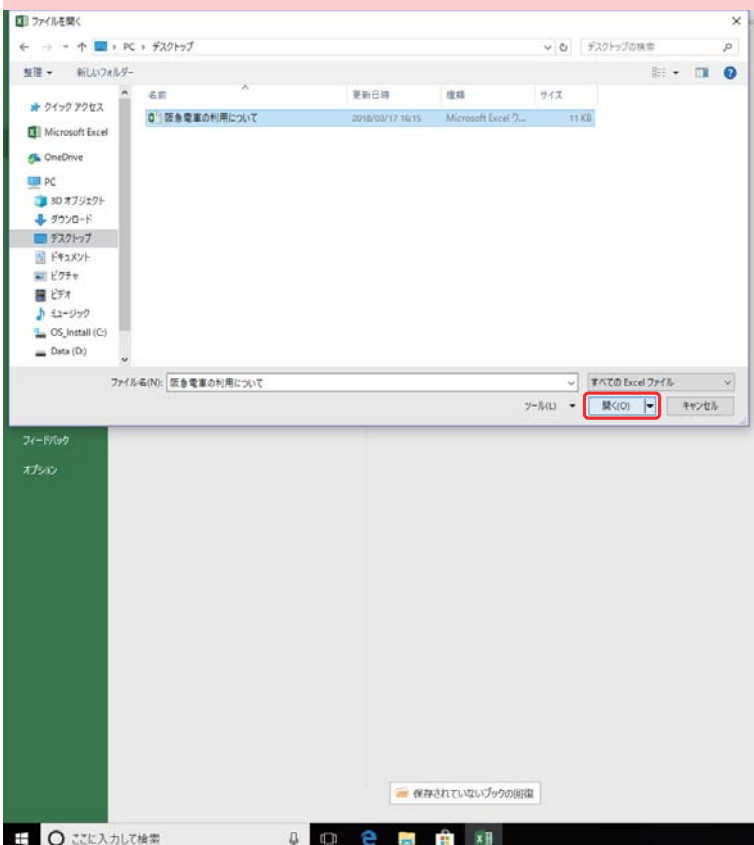 ファイルを開く
PC › デスクトップ
デスクトップの検索
整理
新しいフォルダー
名前
更新日時
種類
サイズ
クイック アクセス
Microsoft Excel
OneDrive
PC
3D オブジェクト
ダウンロード
デスクトップ
ドキュメント
ピクチャ
ビデオ
ミュージック
OS_Install (C:)
Data (D:)
阪急電車の利用について
2018/03/17 16:15
Microsoft Excel ワ...
11 KB
ファイル名(N):
阪急電車の利用について
すべての Excel ファイル
ツール(L)
開く(O)
キャンセル
フィードバック
オプション
保存されていないブックの回復
ここに入力して検索